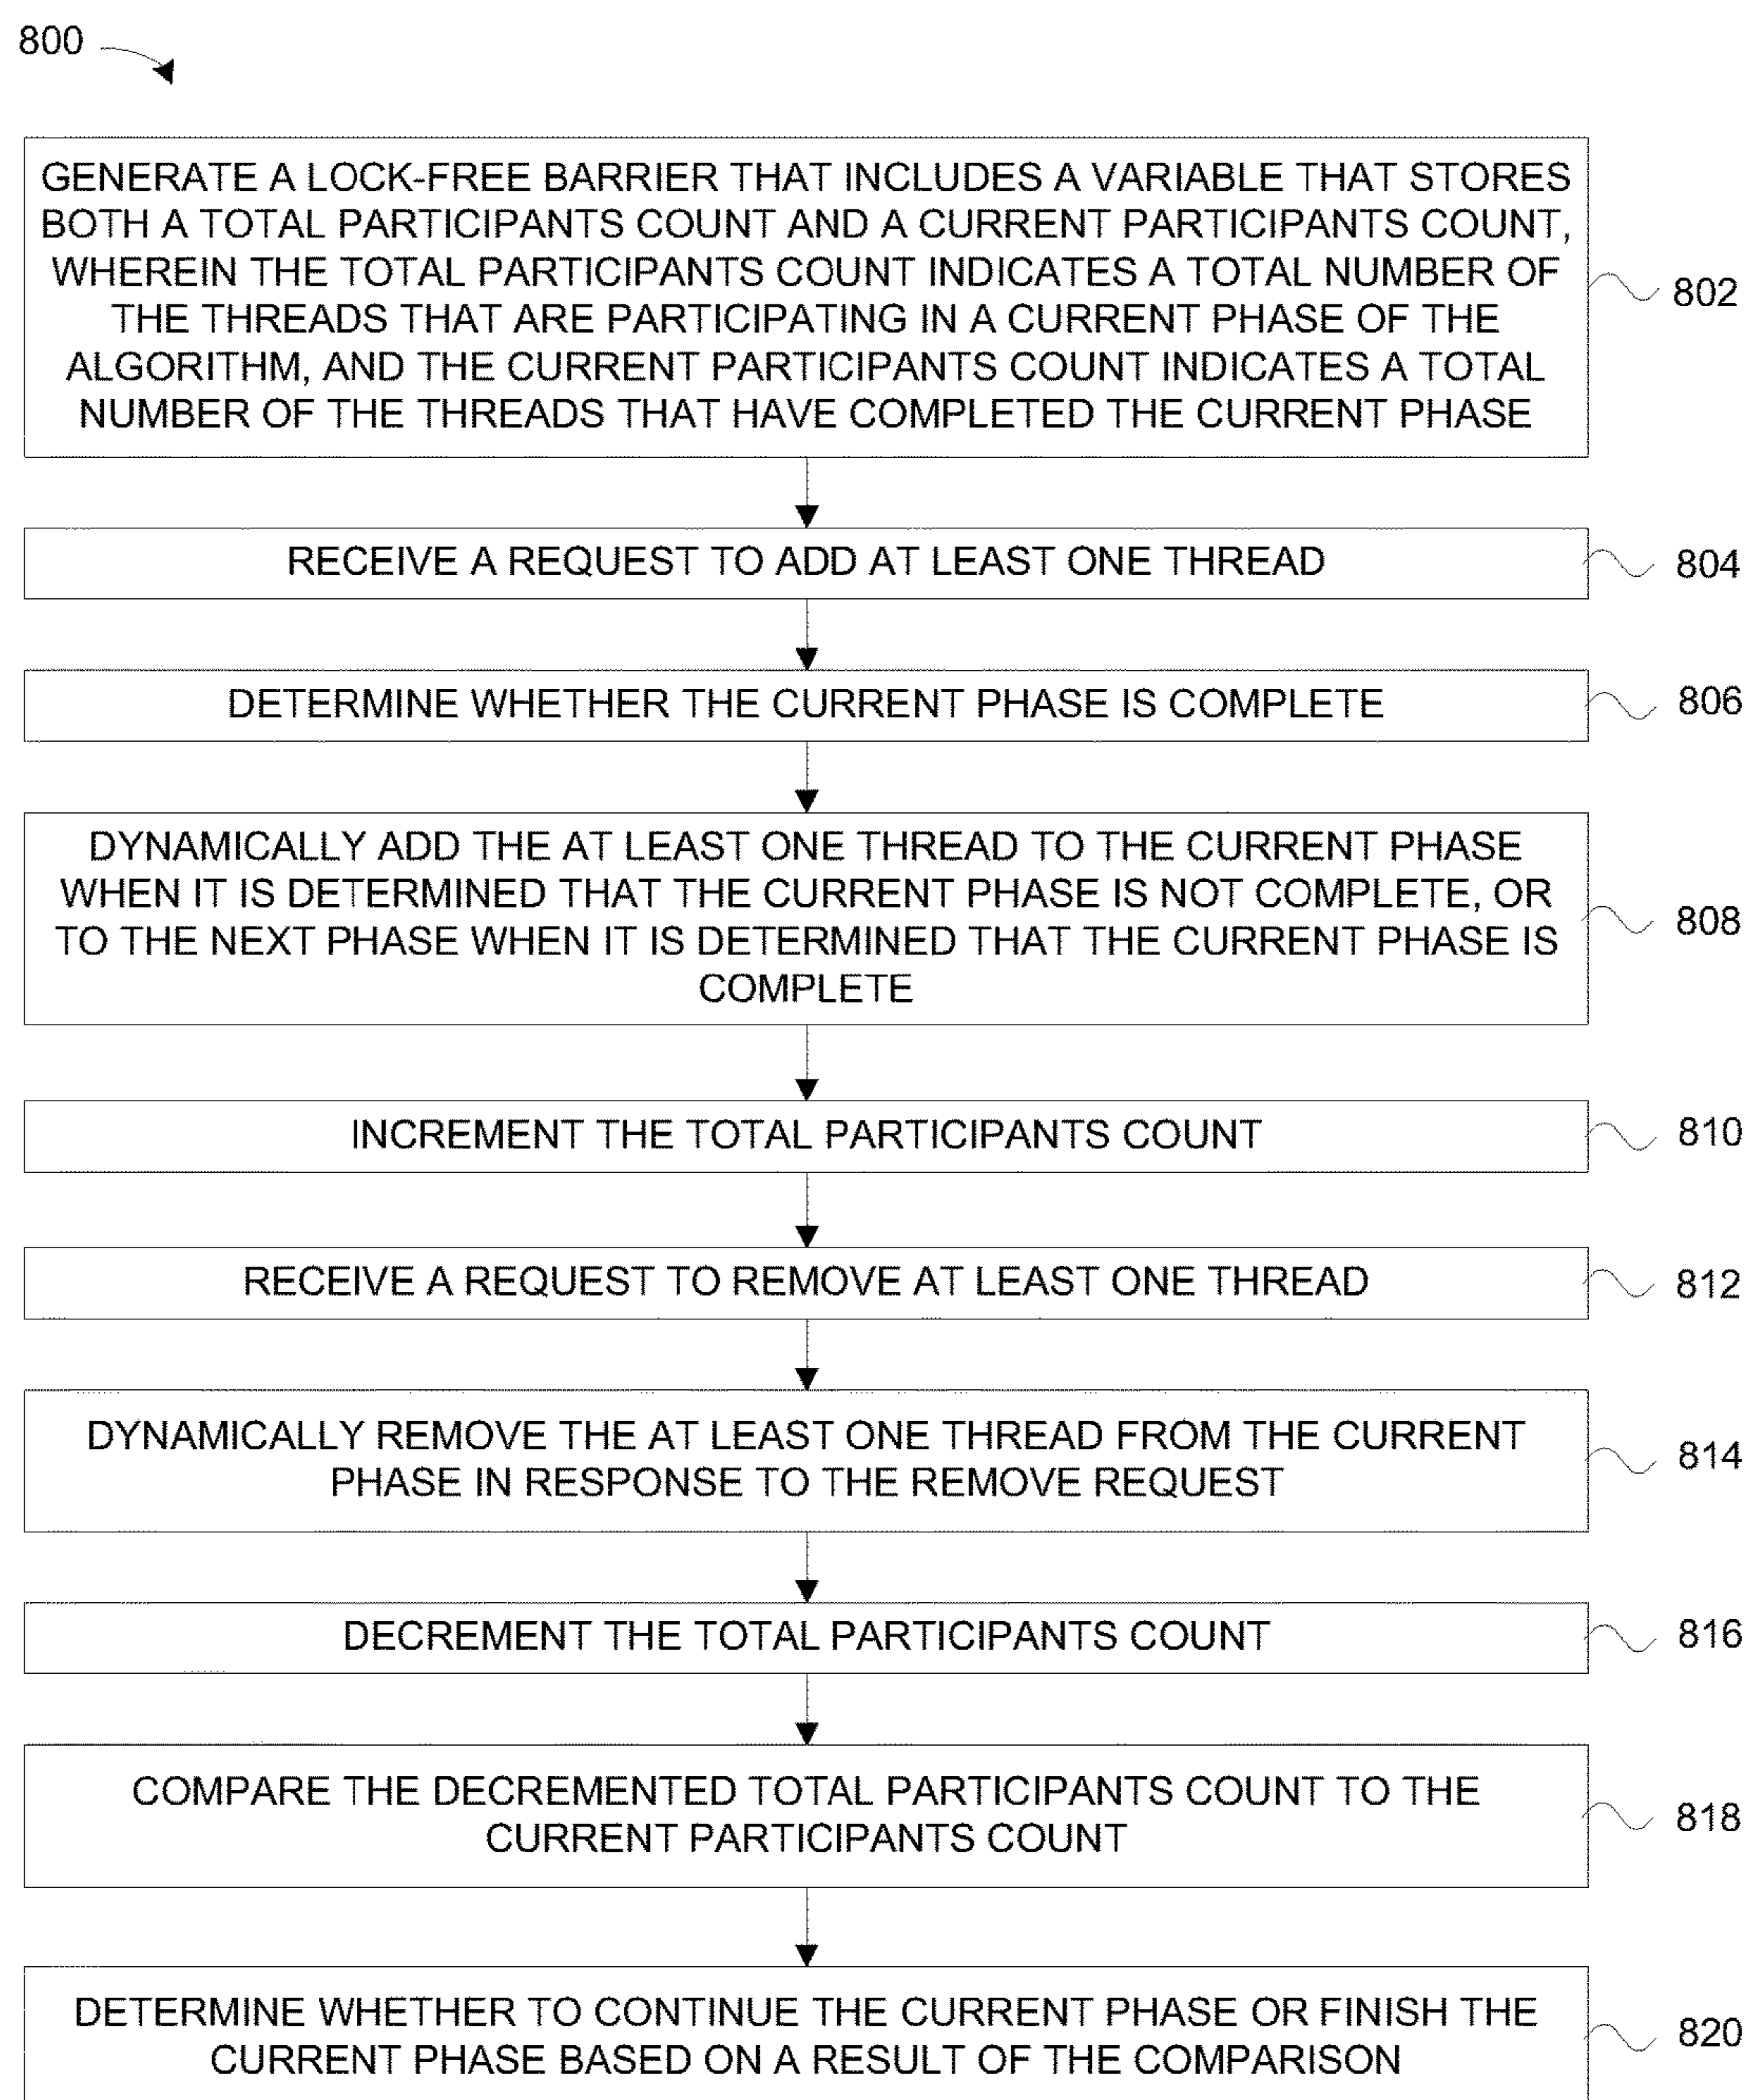 800
GENERATE A LOCK-FREE BARRIER THAT INCLUDES A VARIABLE THAT STORES
BOTH A TOTAL PARTICIPANTS COUNT AND A CURRENT PARTICIPANTS COUNT,
WHEREIN THE TOTAL PARTICIPANTS COUNT INDICATES A TOTAL NUMBER OF
THE THREADS THAT ARE PARTICIPATING IN A CURRENT PHASE OF THE
ALGORITHM, AND THE CURRENT PARTICIPANTS COUNT INDICATES A TOTAL
NUMBER OF THE THREADS THAT HAVE COMPLETED THE CURRENT PHASE
802
RECEIVE A REQUEST TO ADD AT LEAST ONE THREAD
804
DETERMINE WHETHER THE CURRENT PHASE IS COMPLETE
806
DYNAMICALLY ADD THE AT LEAST ONE THREAD TO THE CURRENT PHASE
WHEN IT IS DETERMINED THAT THE CURRENT PHASE IS NOT COMPLETE, OR
TO THE NEXT PHASE WHEN IT IS DETERMINED THAT THE CURRENT PHASE IS
COMPLETE
808
INCREMENT THE TOTAL PARTICIPANTS COUNT
810
RECEIVE A REQUEST TO REMOVE AT LEAST ONE THREAD
812
DYNAMICALLY REMOVE THE AT LEAST ONE THREAD FROM THE CURRENT
PHASE IN RESPONSE TO THE REMOVE REQUEST
814
DECREMENT THE TOTAL PARTICIPANTS COUNT
816
COMPARE THE DECREMENTED TOTAL PARTICIPANTS COUNT TO THE
CURRENT PARTICIPANTS COUNT
818
DETERMINE WHETHER TO CONTINUE THE CURRENT PHASE OR FINISH THE
CURRENT PHASE BASED ON A RESULT OF THE COMPARISON
820